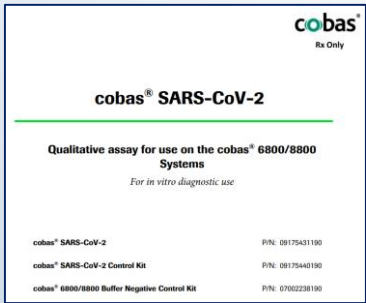 cobas®
Rx Only
cobas® SARS-CoV-2
Qualitative assay for use on the cobas® 6800/8800
Systems
For in vitro diagnostic use
cobas® SARS-CoV-2 P/N: 09175431190
cobas® SARS-CoV-2 Control Kit P/N: 09175440190
cobas® 6800/8800 Buffer Negative Control Kit P/N: 07002238190